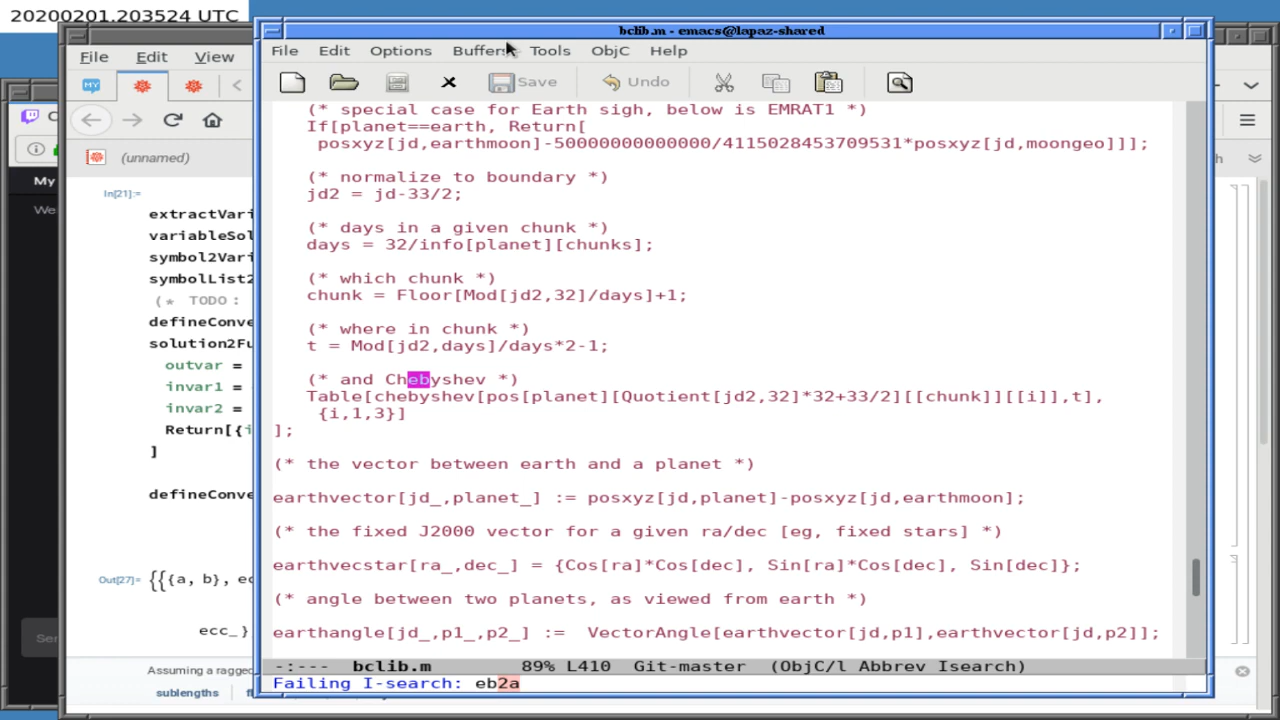 20200201.203524 UTC
bclib.m - emacs@lapaz-shared
File Edit Options Buffers Tools ObjC Help
Save Undo
(* special case for Earth sigh, below is EMRAT1 *)
If[planet==earth, Return[
posxyz[jd,earthmoon]-50000000000000/4115028453709531*posxyz[jd,moongeo]]];
(* normalize to boundary *)
jd2 = jd-33/2;
(* days in a given chunk *)
days = 32/info[planet][chunks];
(* which chunk *)
chunk = Floor[Mod[jd2,32]/days]+1;
(* where in chunk *)
t = Mod[jd2,days]/days*2-1;
(* and Chebyshev *)
Table[chebyshev[pos[planet][Quotient[jd2,32]*32+33/2][[chunk]][[i]],t],
{i,1,3}]
];
(* the vector between earth and a planet *)
earthvector[jd_,planet_] := posxyz[jd,planet]-posxyz[jd,earthmoon];
(* the fixed J2000 vector for a given ra/dec [eg, fixed stars] *)
earthvecstar[ra_,dec_] = {Cos[ra]*Cos[dec], Sin[ra]*Cos[dec], Sin[dec]};
(* angle between two planets, as viewed from earth *)
earthangle[jd_,p1_,p2_] := VectorAngle[earthvector[jd,p1],earthvector[jd,p2]];
-:--- bclib.m 89% L410 Git-master (ObjC/l Abbrev Isearch)
Failing I-search: eb2a
File Edit View
MY
(unnamed)
In[21]:=
extractVari
variableSol
symbol2Vari
symbolList2
(* TODO:
defineConve
solution2Fu
outvar =
invar1 =
invar2 =
Return[{i
]
defineConve
Out[27]= {{{a, b}, ec
ecc_}
Assuming a ragged
sublengths
C
My
We
Ser